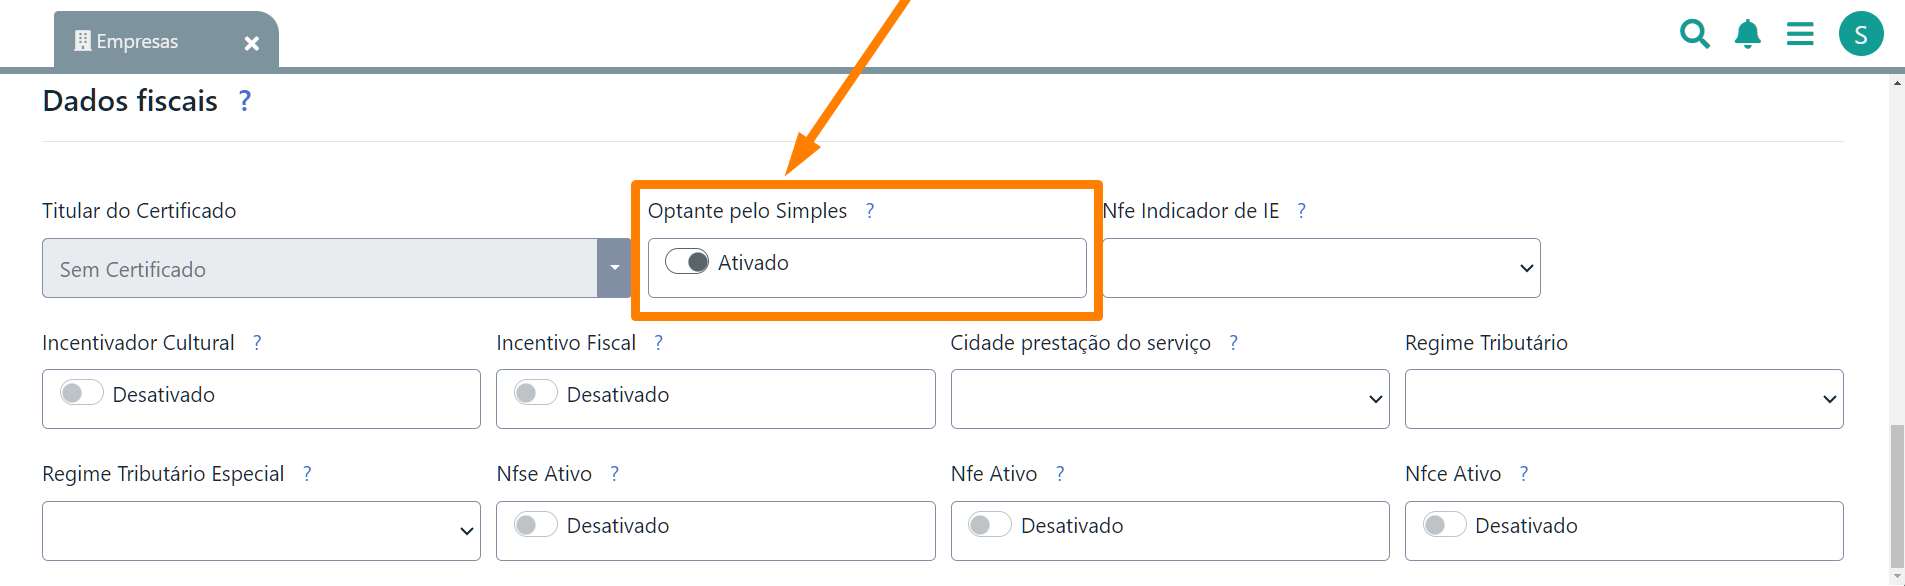 Empresas
S
Dados fiscais ?
Titular do Certificado
Optante pelo Simples ?
Nfe Indicador de IE ?
Sem Certificado
Ativado
Incentivador Cultural ?
Incentivo Fiscal ?
Cidade prestação do serviço ?
Regime Tributário
Desativado
Desativado
Regime Tributário Especial ?
Nfse Ativo ?
Nfe Ativo ?
Nfce Ativo ?
Desativado
Desativado
Desativado